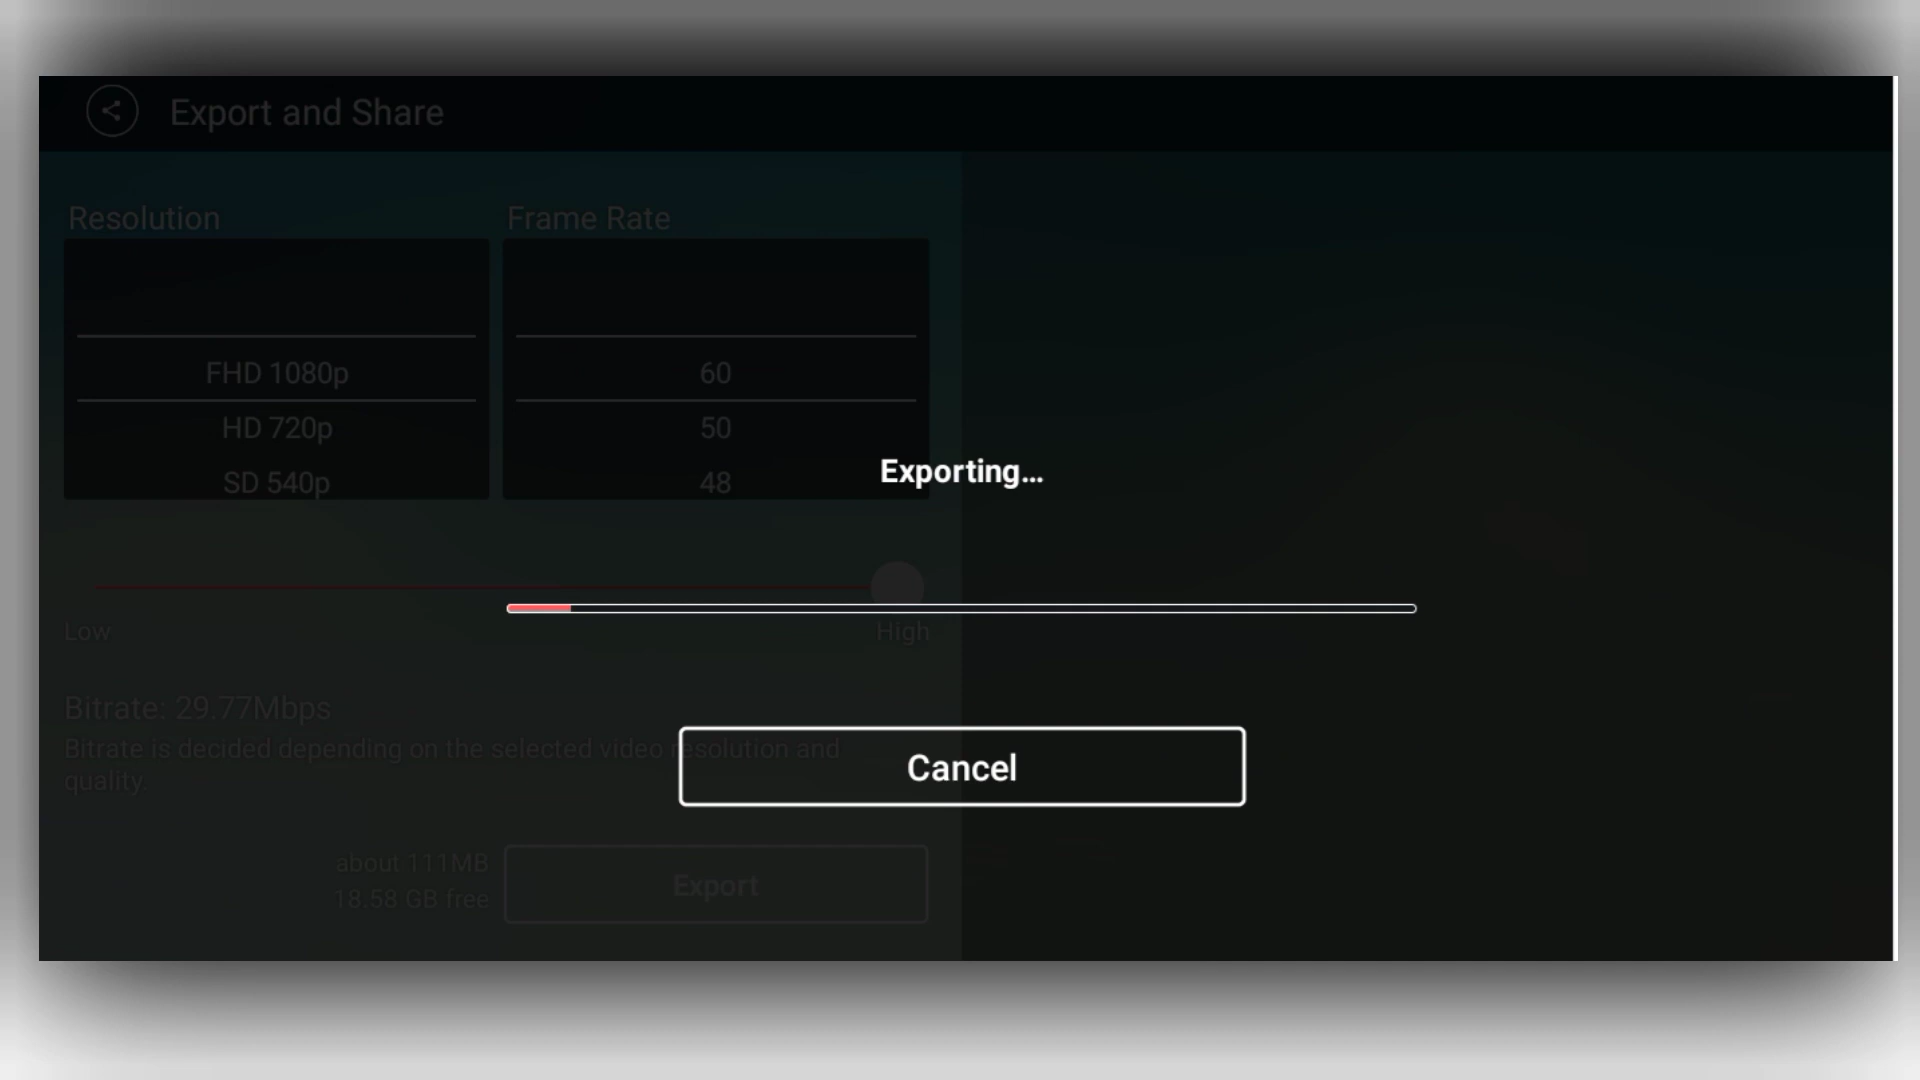 Export and Share
Resolution
Frame Rate
FHD 1080p
60
HD 720p
50
SD 540p
48
Exporting...
Low
High
Bitrate: 29.77Mbps
Bitrate is decided depending on the selected video resolution and
quality.
Cancel
about 111MB
18.58 GB free
Export